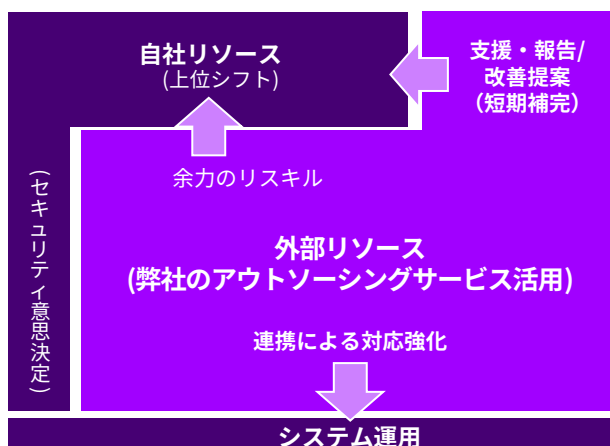 自社リソース
(上位シフト)
支援・報告/
改善提案
（短期補完）
余力のリスキル
(セキュリティ意思決定)
外部リソース
(弊社のアウトソーシングサービス活用)
連携による対応強化
システム運用